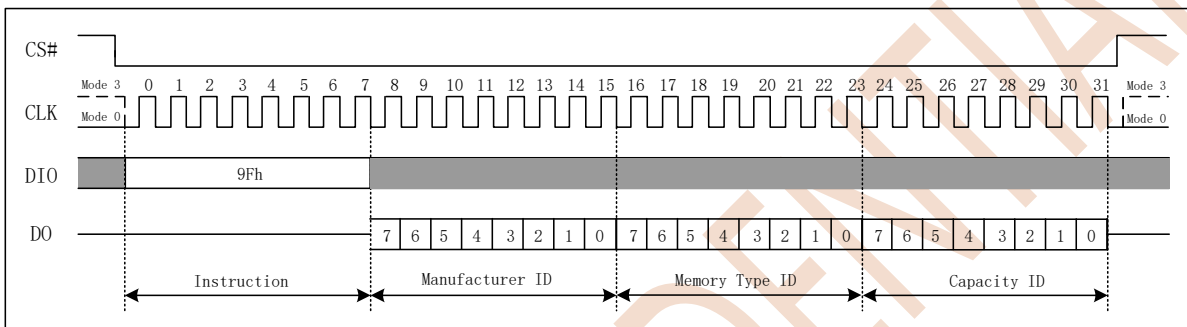 CS#
Mode 3 0 1 2 3 4 5 6 7 8 9 10 11 12 13 14 15 16 17 18 19 20 21 22 23 24 25 26 27 28 29 30 31 Mode 3
CLK
Mode 0 Mode 0
DIO 9Fh
DO 7 6 5 4 3 2 1 0 7 6 5 4 3 2 1 0 7 6 5 4 3 2 1 0
Instruction Manufacturer ID Memory Type ID Capacity ID